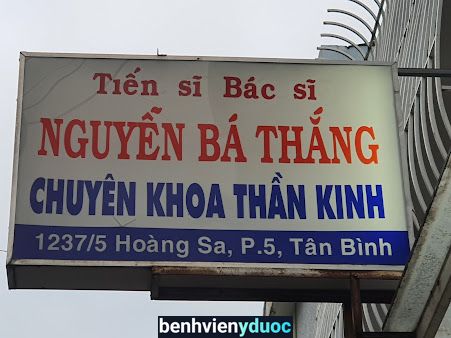 Tiến sĩ Bác sĩ
NGUYỄN BÁ THẮNG
CHUYÊN KHOA THẦN KINH
1237/5 Hoàng Sa, P.5, Tân Bình
benhvienyduoc